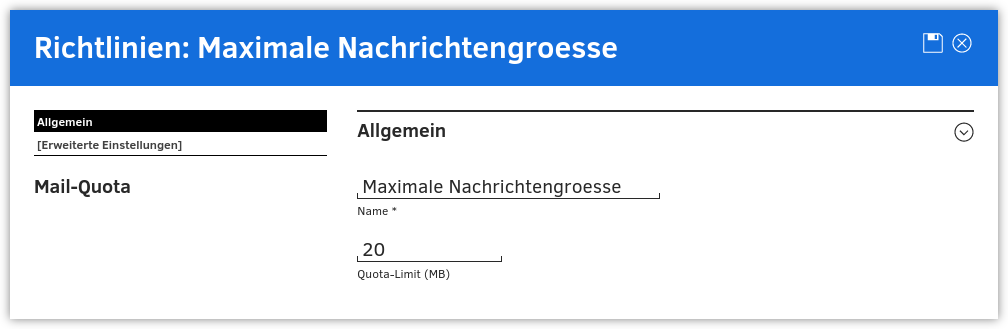 Richtlinien: Maximale Nachrichtengroesse
Allgemein
[Erweiterte Einstellungen]
Mail-Quota
Allgemein
Maximale Nachrichtengroesse
Name *
20
Quota-Limit (MB)